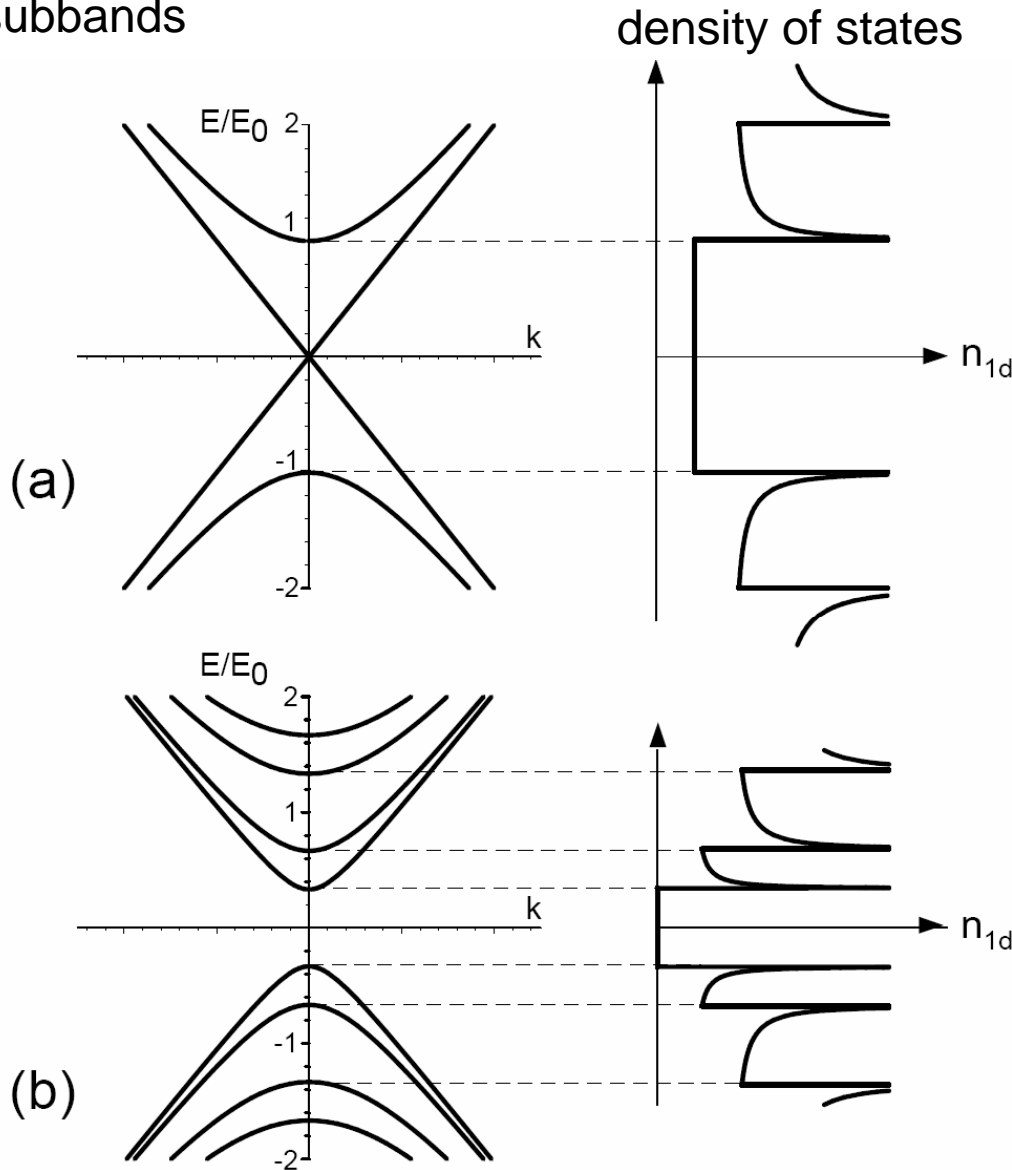 subbands
density of states
E/E0 2
1
k
n1d
-1
(a)
-2
E/E0
2
1
k
n1d
-1
(b)
-2